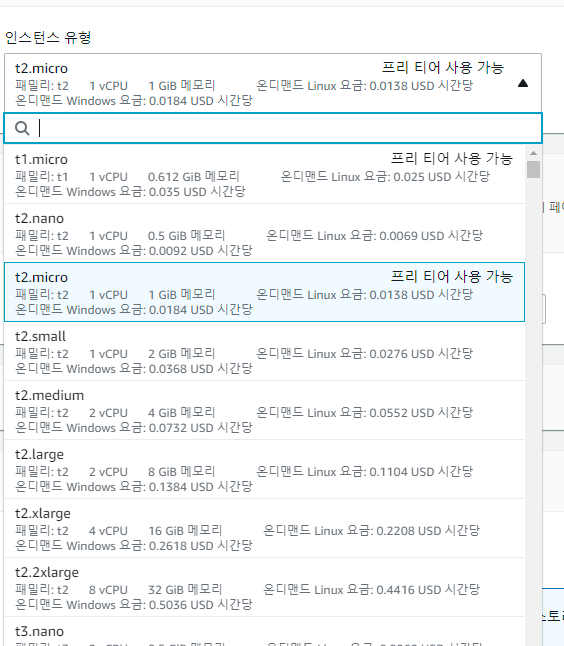 인스턴스 유형
t2.micro 프리 티어 사용 가능
패밀리: t2 1 vCPU 1 GiB 메모리 온디맨드 Linux 요금: 0.0138 USD 시간당
온디맨드 Windows 요금: 0.0184 USD 시간당
t1.micro 프리 티어 사용 가능
패밀리: t1 1 vCPU 0.612 GiB 메모리 온디맨드 Linux 요금: 0.025 USD 시간당
온디맨드 Windows 요금: 0.035 USD 시간당
t2.nano
패밀리: t2 1 vCPU 0.5 GiB 메모리 온디맨드 Linux 요금: 0.0069 USD 시간당
온디맨드 Windows 요금: 0.0092 USD 시간당
t2.micro 프리 티어 사용 가능
패밀리: t2 1 vCPU 1 GiB 메모리 온디맨드 Linux 요금: 0.0138 USD 시간당
온디맨드 Windows 요금: 0.0184 USD 시간당
t2.small
패밀리: t2 1 vCPU 2 GiB 메모리 온디맨드 Linux 요금: 0.0276 USD 시간당
온디맨드 Windows 요금: 0.0368 USD 시간당
t2.medium
패밀리: t2 2 vCPU 4 GiB 메모리 온디맨드 Linux 요금: 0.0552 USD 시간당
온디맨드 Windows 요금: 0.0732 USD 시간당
t2.large
패밀리: t2 2 vCPU 8 GiB 메모리 온디맨드 Linux 요금: 0.1104 USD 시간당
온디맨드 Windows 요금: 0.1384 USD 시간당
t2.xlarge
패밀리: t2 4 vCPU 16 GiB 메모리 온디맨드 Linux 요금: 0.2208 USD 시간당
온디맨드 Windows 요금: 0.2618 USD 시간당
t2.2xlarge
패밀리: t2 8 vCPU 32 GiB 메모리 온디맨드 Linux 요금: 0.4416 USD 시간당
온디맨드 Windows 요금: 0.5036 USD 시간당
t3.nano